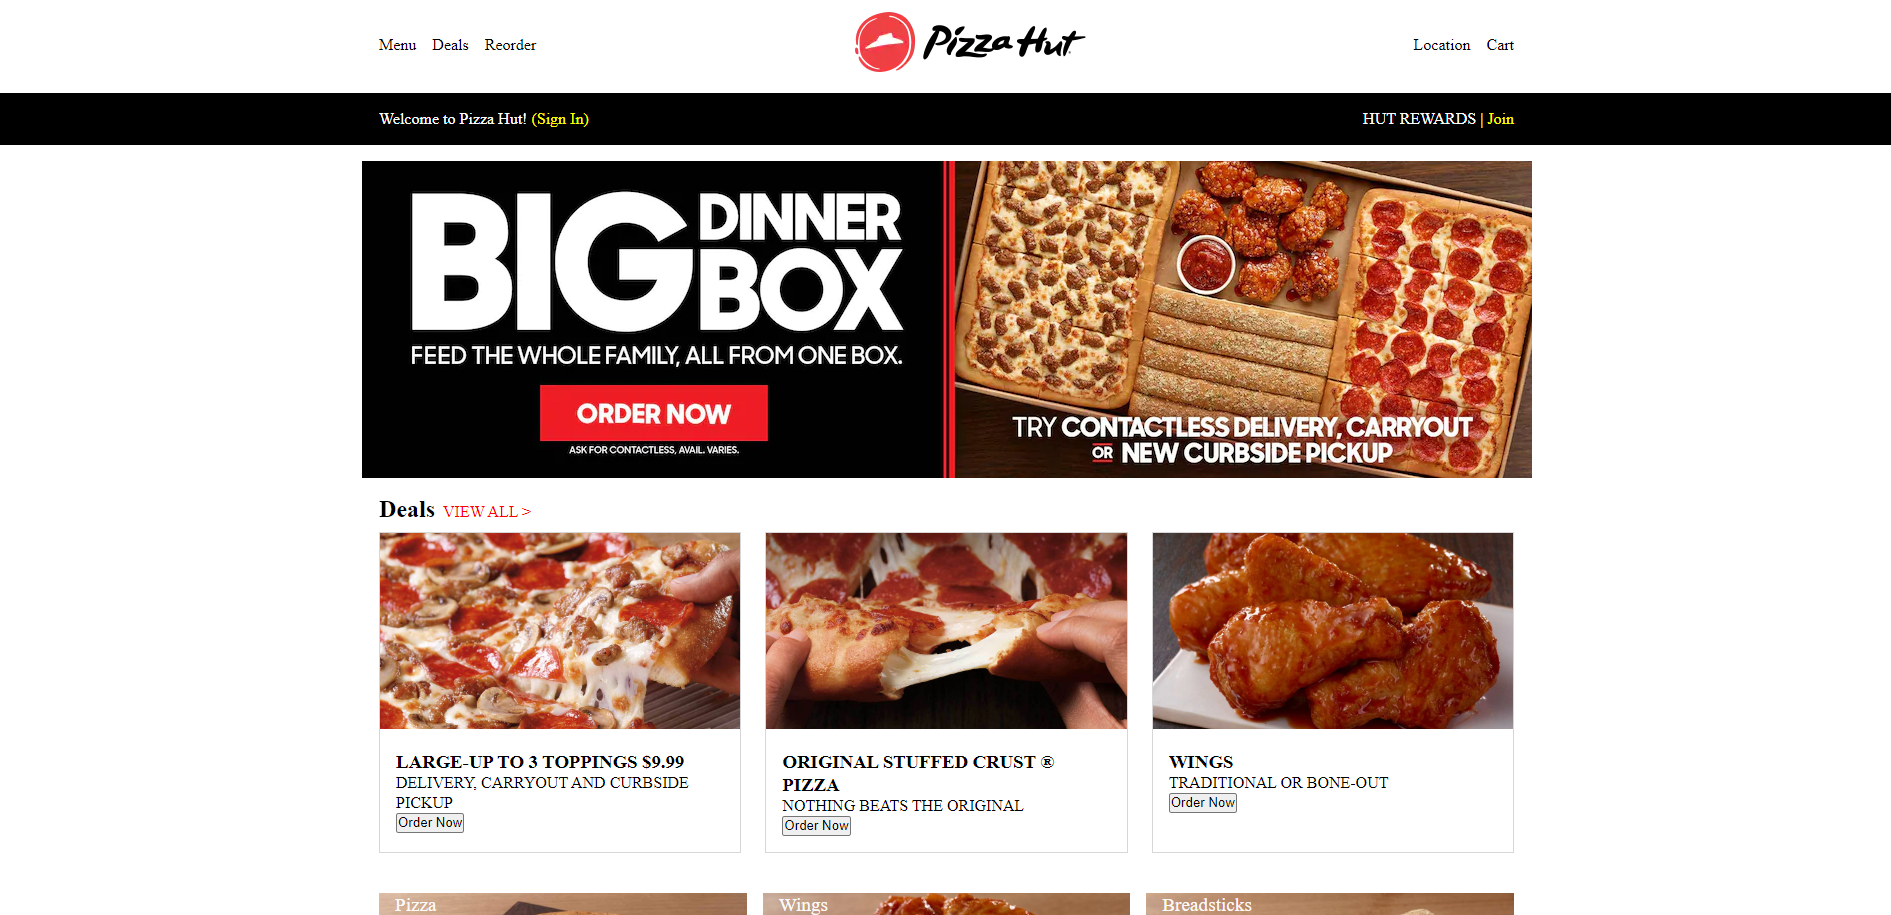 Menu Deals Reorder
Pizza Hut
Location Cart
Welcome to Pizza Hut! (Sign In)
HUT REWARDS | Join
BIG DINNER BOX
FEED THE WHOLE FAMILY, ALL FROM ONE BOX.
ORDER NOW
ASK FOR CONTACTLESS, AVAIL. VARIES.
TRY CONTACTLESS DELIVERY, CARRYOUT
OR NEW CURBSIDE PICKUP
Deals VIEW ALL >
LARGE-UP TO 3 TOPPINGS $9.99
DELIVERY, CARRYOUT AND CURBSIDE
PICKUP
Order Now
ORIGINAL STUFFED CRUST ®
PIZZA
NOTHING BEATS THE ORIGINAL
Order Now
WINGS
TRADITIONAL OR BONE-OUT
Order Now
Pizza
Wings
Breadsticks